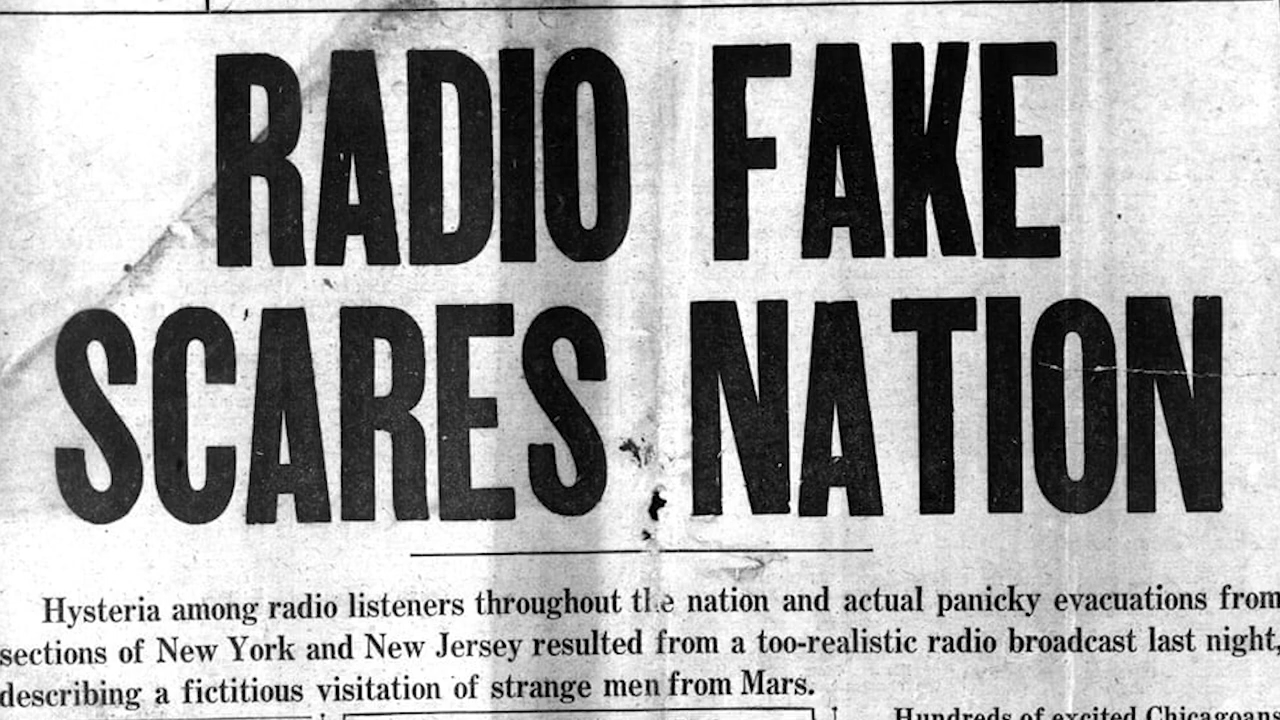 RADIO FAKE
SCARES NATION
Hysteria among radio listeners throughout the nation and actual panicky evacuations from
sections of New York and New Jersey resulted from a too-realistic radio broadcast last night,
describing a fictitious visitation of strange men from Mars.
Hundreds of excited Chicagoans